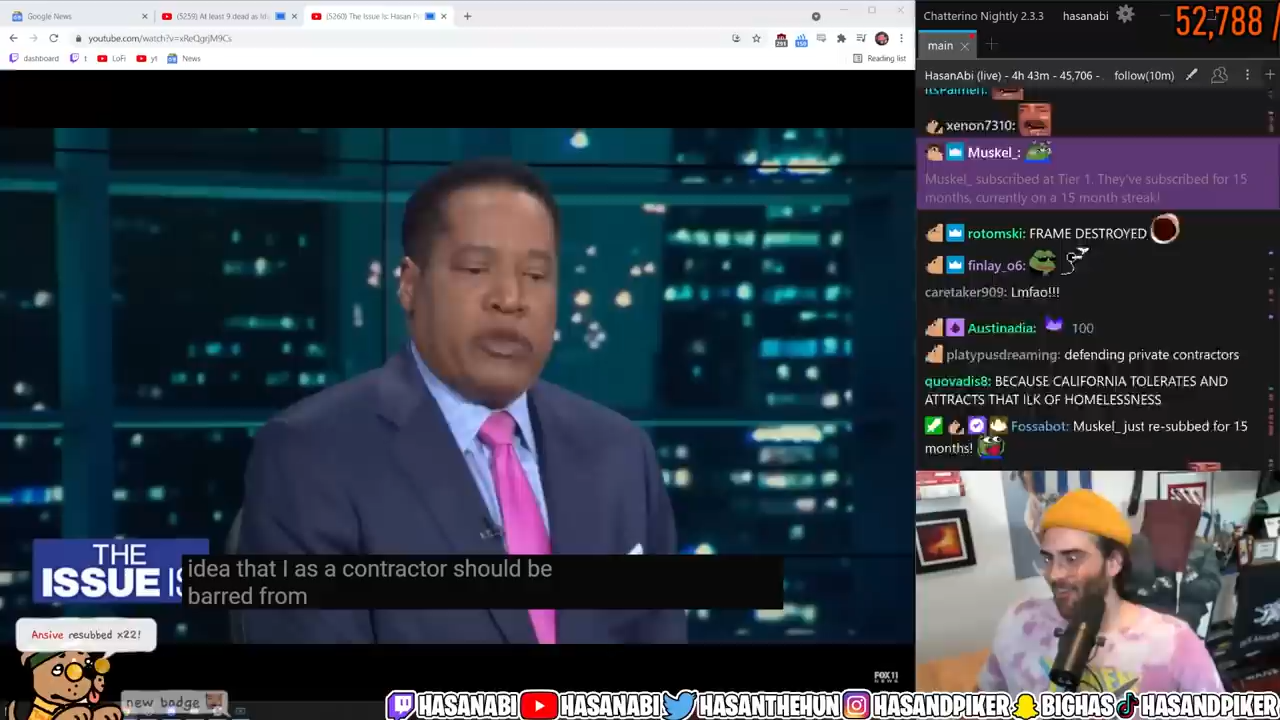 Google News
(5259) At least 9 dead as Id
(5260) The Issue Is: Hasan P
youtube.com/watch?v=xReQgrjM9Cs
291
150
dashboard
t
LoFi
yt
News
Reading list
THE
ISSUE IS
idea that I as a contractor should be
barred from
FOX 11
NEWS
Ansive resubbed x22!
new badge
Chatterino Nightly 2.3.3
hasanabi
52,788 /
main
HasanAbi (live) - 4h 43m - 45,706 -
follow(10m)
itsPalmen:
xenon7310:
Muskel_:
Muskel_ subscribed at Tier 1. They've subscribed for 15
months, currently on a 15 month streak!
rotomski: FRAME DESTROYED
finlay_o6:
caretaker909: Lmfao!!!
Austinadia: 100
platypusdreaming: defending private contractors
quovadis8: BECAUSE CALIFORNIA TOLERATES AND
ATTRACTS THAT ILK OF HOMELESSNESS
Fossabot: Muskel_ just re-subbed for 15
months!
HASANABI
HASANABI
HASANTHEHUN
HASANDPIKER
BIGHAS
HASANDPIKER